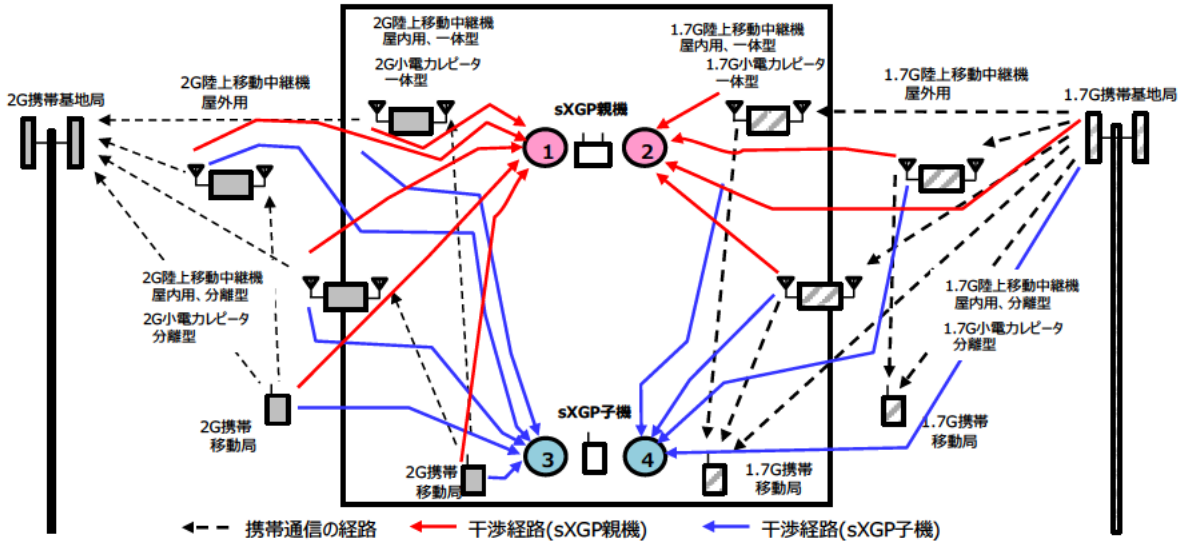 2G陸上移動中継機
屋内用、一体型
2G小電力レピータ
一体型
1.7G陸上移動中継機
屋内用、一体型
1.7G小電力レピータ
一体型
2G陸上移動中継機
屋外用
1.7G陸上移動中継機
屋外用
2G携帯基地局
1.7G携帯基地局
sXGP親機
1
2
2G陸上移動中継機
屋内用、分離型
2G小電力レピータ
分離型
1.7G陸上移動中継機
屋内用、分離型
1.7G小電力レピータ
分離型
sXGP子機
3
4
2G携帯
移動局
2G携帯
移動局
1.7G携帯
移動局
1.7G携帯
移動局
携帯通信の経路
干渉経路(sXGP親機)
干渉経路(sXGP子機)